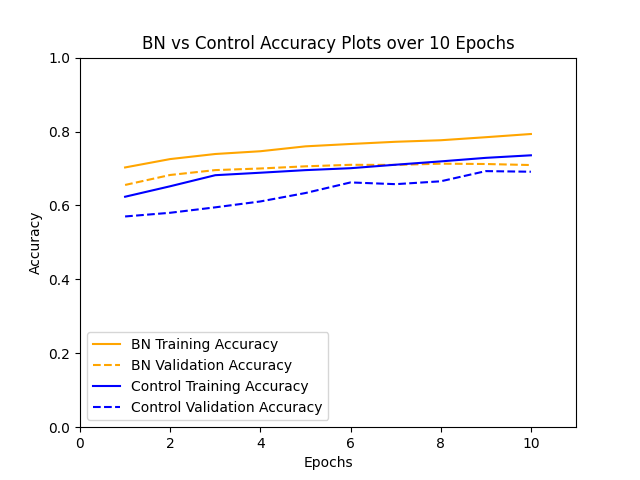 BN vs Control Accuracy Plots over 10 Epochs
1.0
0.8
0.6
0.4
0.2
0.0
Accuracy
BN Training Accuracy
BN Validation Accuracy
Control Training Accuracy
Control Validation Accuracy
0 2 4 6 8 10
Epochs